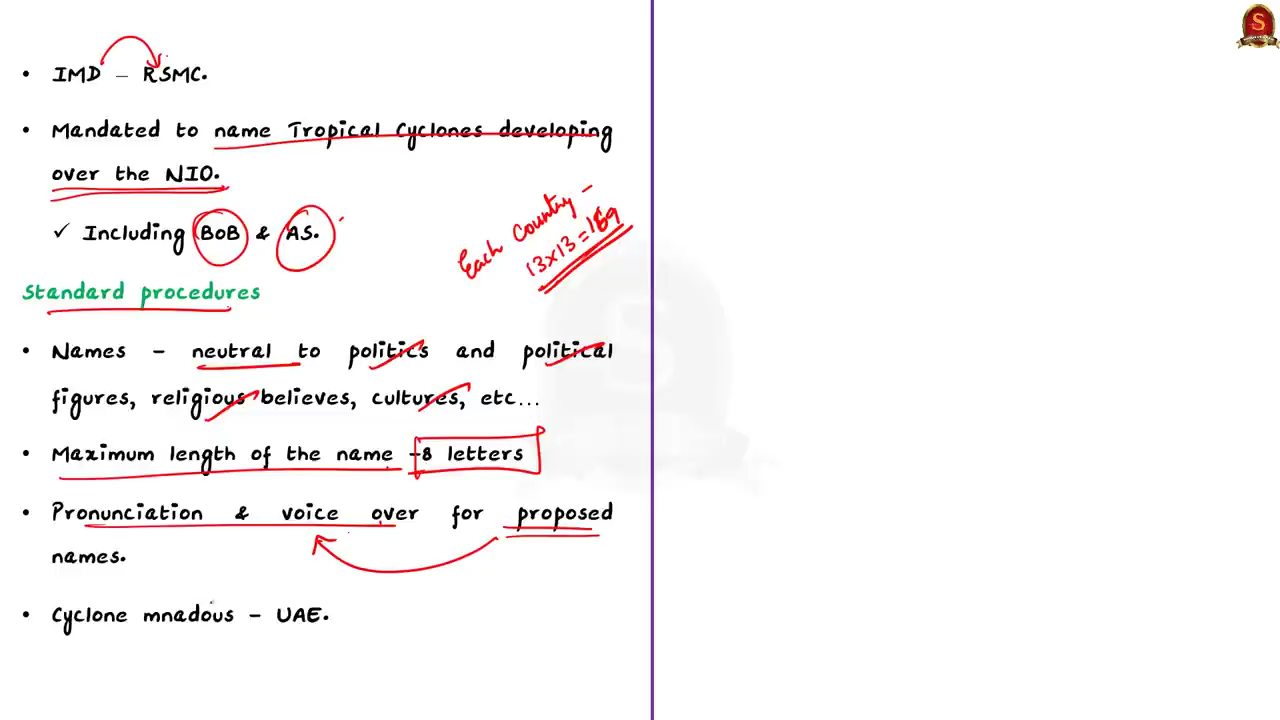 • IMD – RSMC.
• Mandated to name Tropical Cyclones developing
over the NIO.
✓ Including BoB & AS.
Each Country -
13x13 = 169
Standard procedures
• Names – neutral to politics and political
figures, religious believes, cultures, etc...
• Maximum length of the name -8 letters
• Pronunciation & voice over for proposed
names.
• Cyclone mnadous – UAE.
S
S